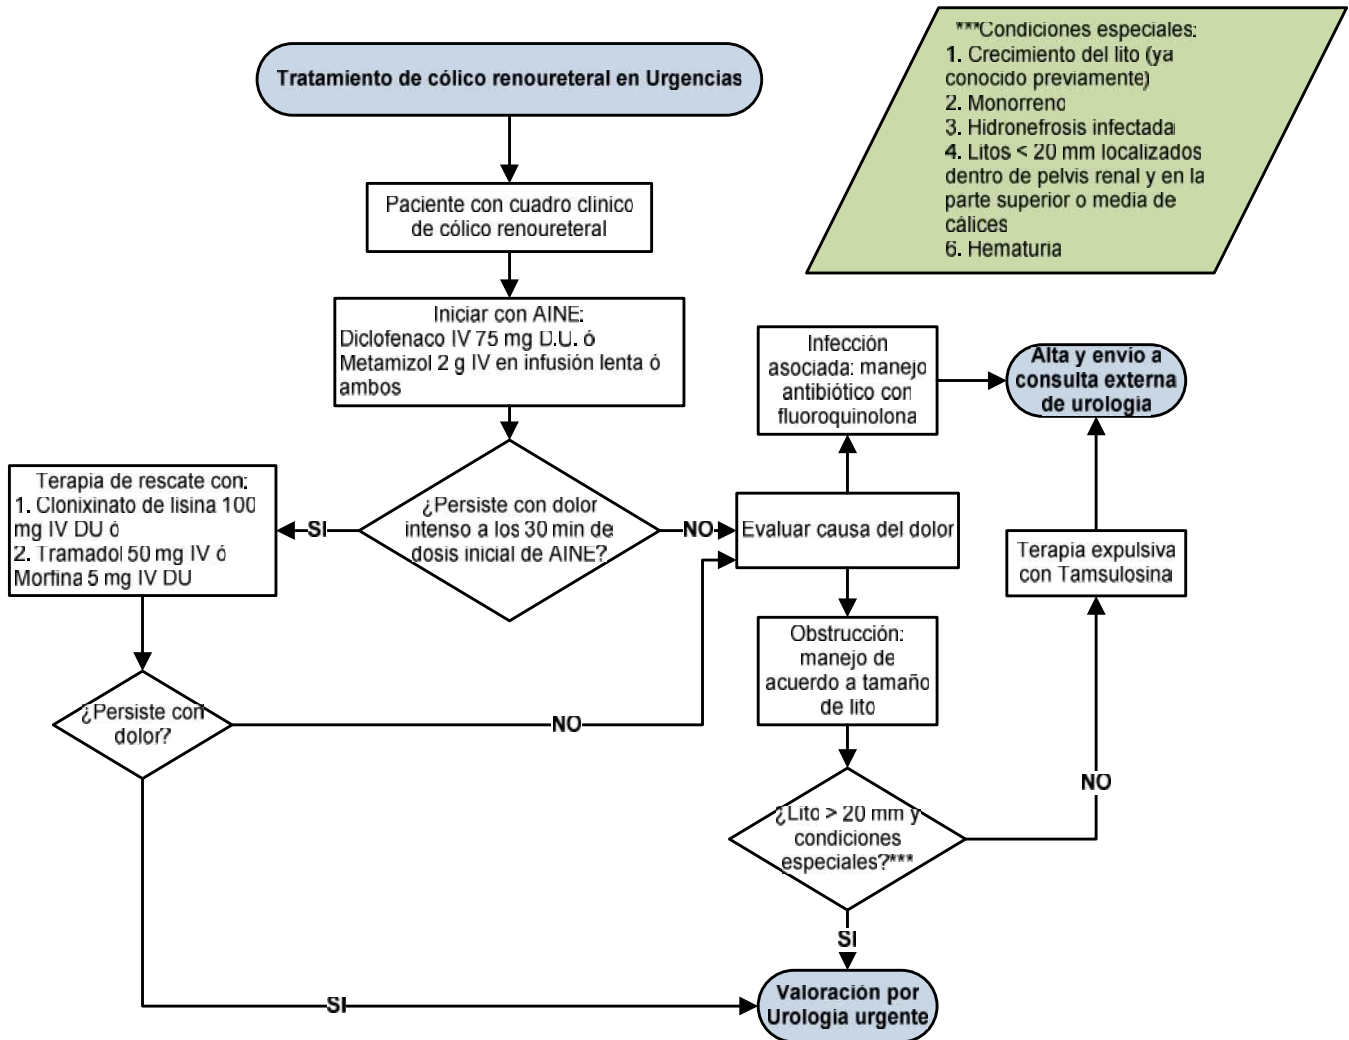 Tratamiento de cólico renoureteral en Urgencias
***Condiciones especiales:
1. Crecimiento del lito (ya
conocido previamente)
2. Monorreno
3. Hidronefrosis infectada
4. Litos < 20 mm localizados
dentro de pelvis renal y en la
parte superior o media de
cálices
6. Hematuria
Paciente con cuadro clinico
de cólico renoureteral
Iniciar con AINE:
Diclofenaco IV 75 mg D.U. ó
Metamizol 2 g IV en infusión lenta ó
ambos
Infección
asociada: manejo
antibiótico con
fluoroquinolona
Alta y envío a
consulta externa
de urología
Terapia de rescate con:
1. Clonixinato de lisina 100
mg IV DU ó
2. Tramadol 50 mg IV ó
Morfina 5 mg IV DU
SI
¿Persiste con dolor
intenso a los 30 min de
dosis inicial de AINE?
NO
Evaluar causa del dolor
Terapia expulsiva
con Tamsulosina
Obstrucción:
manejo de
acuerdo a tamaño
de lito
¿Persiste con
dolor?
NO
NO
¿Lito > 20 mm y
condiciones
especiales?***
SI
SI
Valoración por
Urología urgente